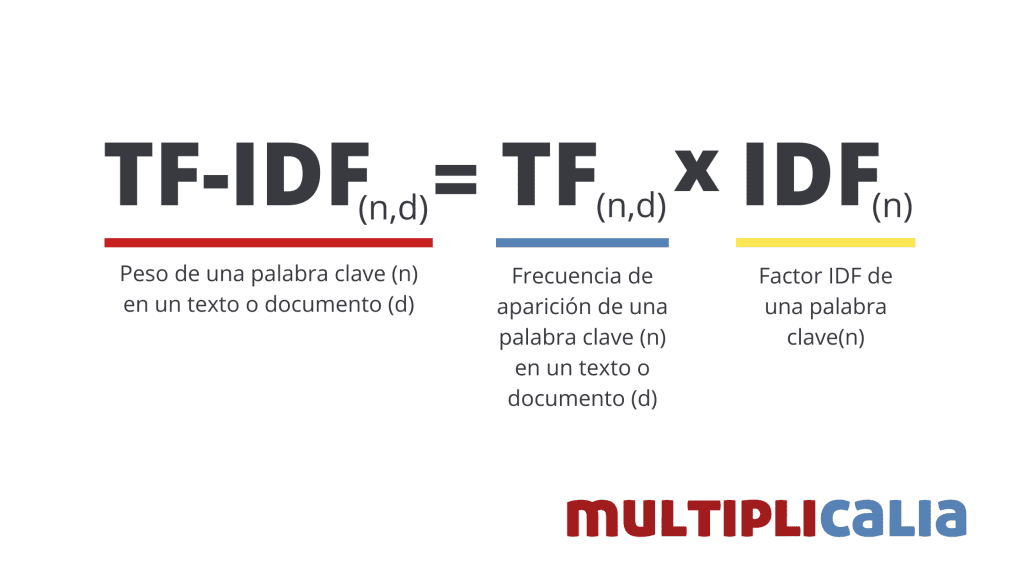 TF-IDF(n,d) = TF(n,d) x IDF(n)
Peso de una palabra clave (n)
en un texto o documento (d)
Frecuencia de
aparición de una
palabra clave (n)
en un texto o
documento (d)
Factor IDF de
una palabra
clave(n)
MULTIPLICALIA